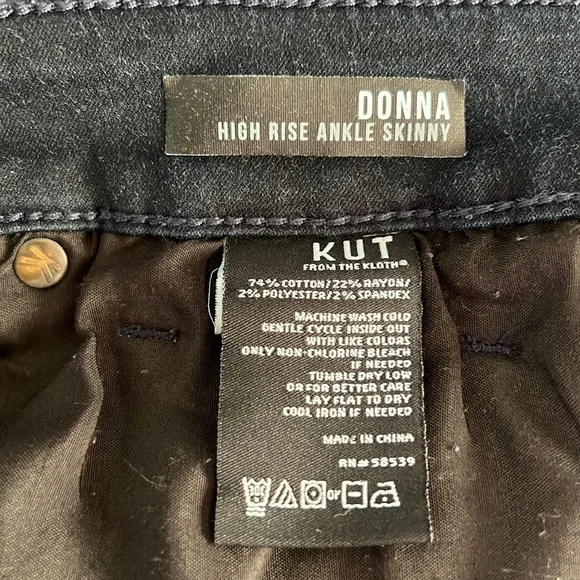 DONNA
HIGH RISE ANKLE SKINNY
KUT
FROM THE KLOTH®
74% COTTON/22% RAYON/
2% POLYESTER/2% SPANDEX
MACHINE WASH COLD
GENTLE CYCLE INSIDE OUT
WITH LIKE COLORS
ONLY NON-CHLORINE BLEACH
IF NEEDED
TUMBLE DRY LOW
OR FOR BETTER CARE
LAY FLAT TO DRY
COOL IRON IF NEEDED
MADE IN CHINA
RN# 58539
or